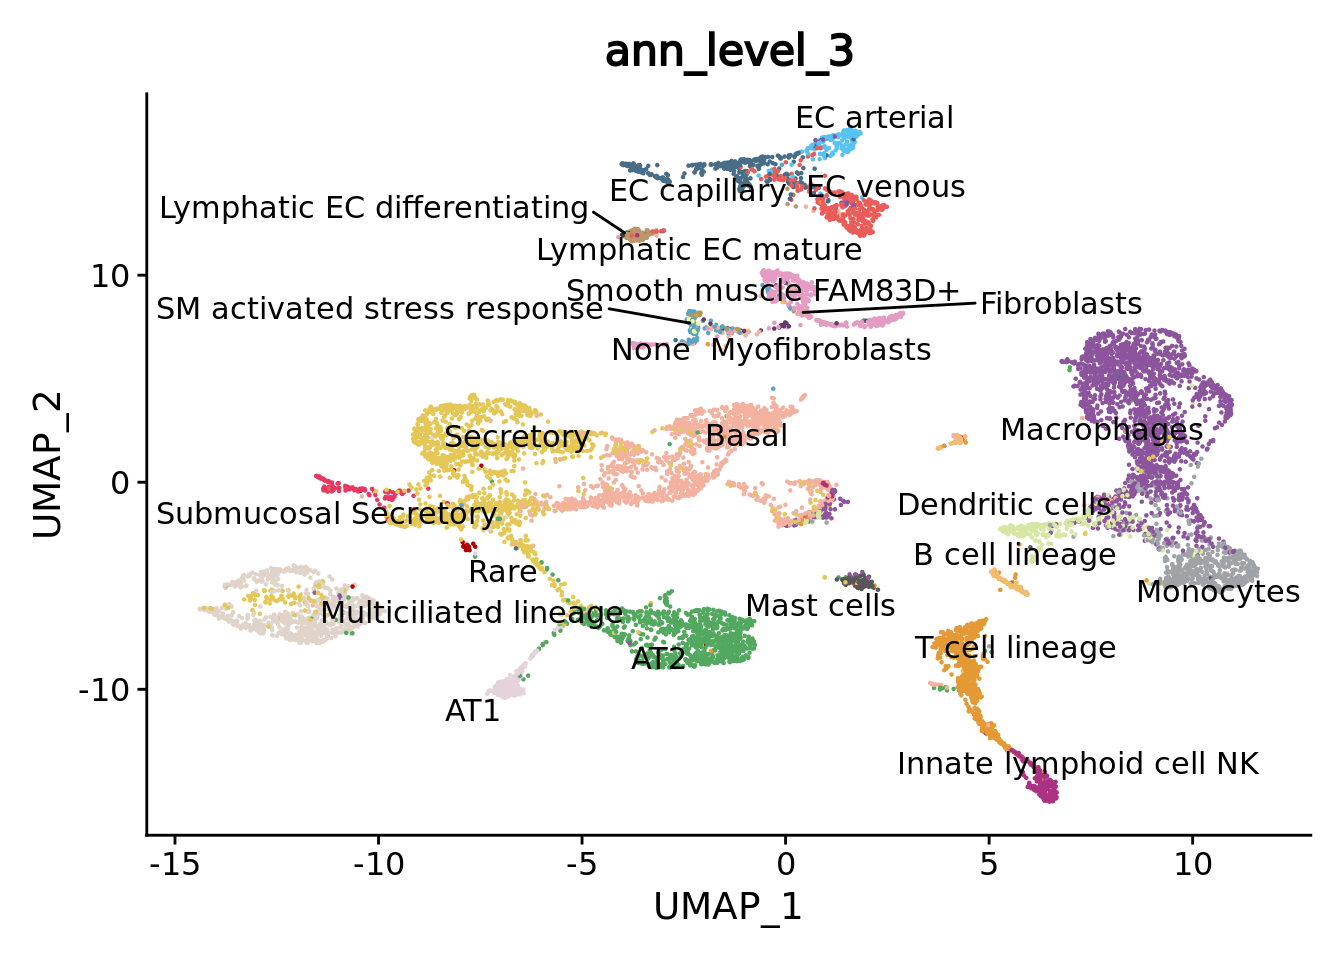 ann_level_3
EC arterial
EC capillary
EC venous
Lymphatic EC differentiating
Lymphatic EC mature
Smooth muscle FAM83D+
SM activated stress response
Fibroblasts
None
Myofibroblasts
Secretory
Basal
Macrophages
Submucosal Secretory
Dendritic cells
B cell lineage
Rare
Monocytes
Multiciliated lineage
Mast cells
AT2
T cell lineage
AT1
Innate lymphoid cell NK
10
0
-10
UMAP_2
-15
-10
-5
0
5
10
UMAP_1